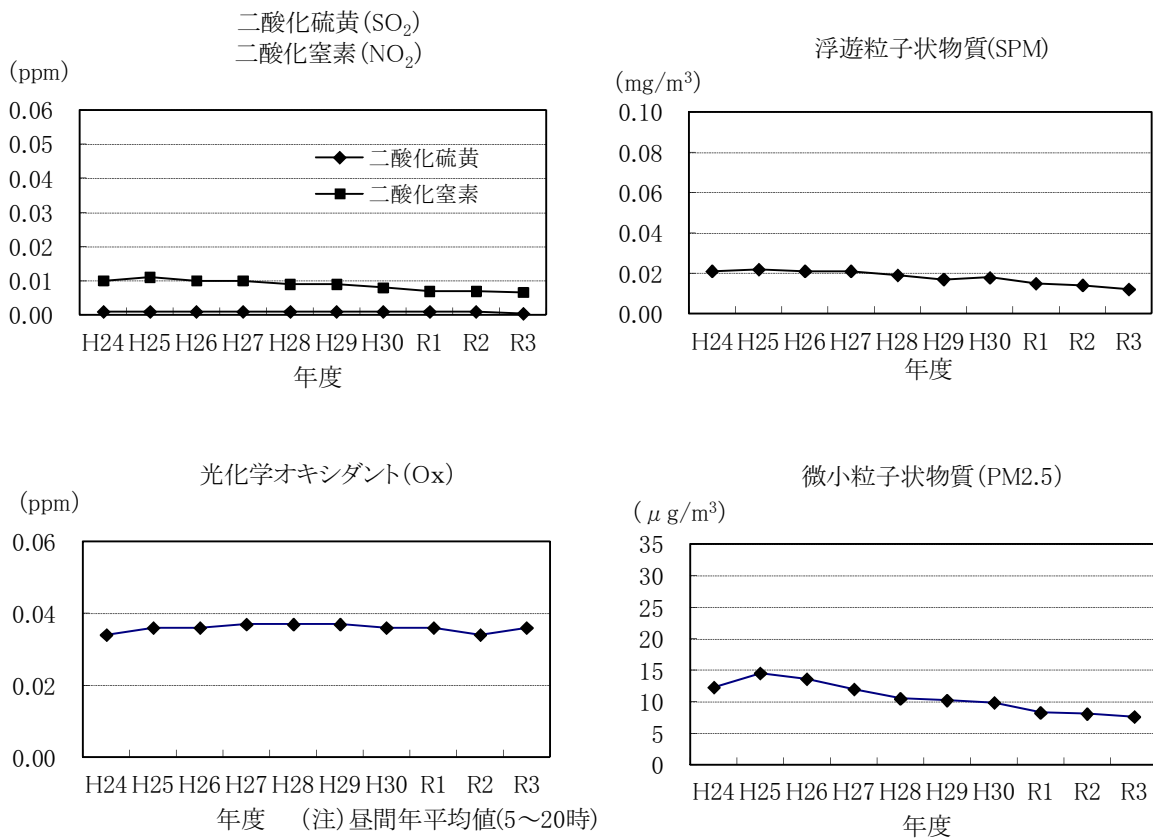 二酸化硫黄(SO2)
二酸化窒素(NO2)
(ppm)
0.06
0.05
0.04
0.03
0.02
0.01
0.00
二酸化硫黄
二酸化窒素
H24 H25 H26 H27 H28 H29 H30 R1 R2 R3
年度
浮遊粒子状物質(SPM)
(mg/m3)
0.10
0.08
0.06
0.04
0.02
0.00
H24 H25 H26 H27 H28 H29 H30 R1 R2 R3
年度
光化学オキシダント(Ox)
(ppm)
0.06
0.04
0.02
0.00
H24 H25 H26 H27 H28 H29 H30 R1 R2 R3
年度 (注)昼間年平均値(5～20時)
微小粒子状物質(PM2.5)
(μg/m3)
35
30
25
20
15
10
5
0
H24 H25 H26 H27 H28 H29 H30 R1 R2 R3
年度